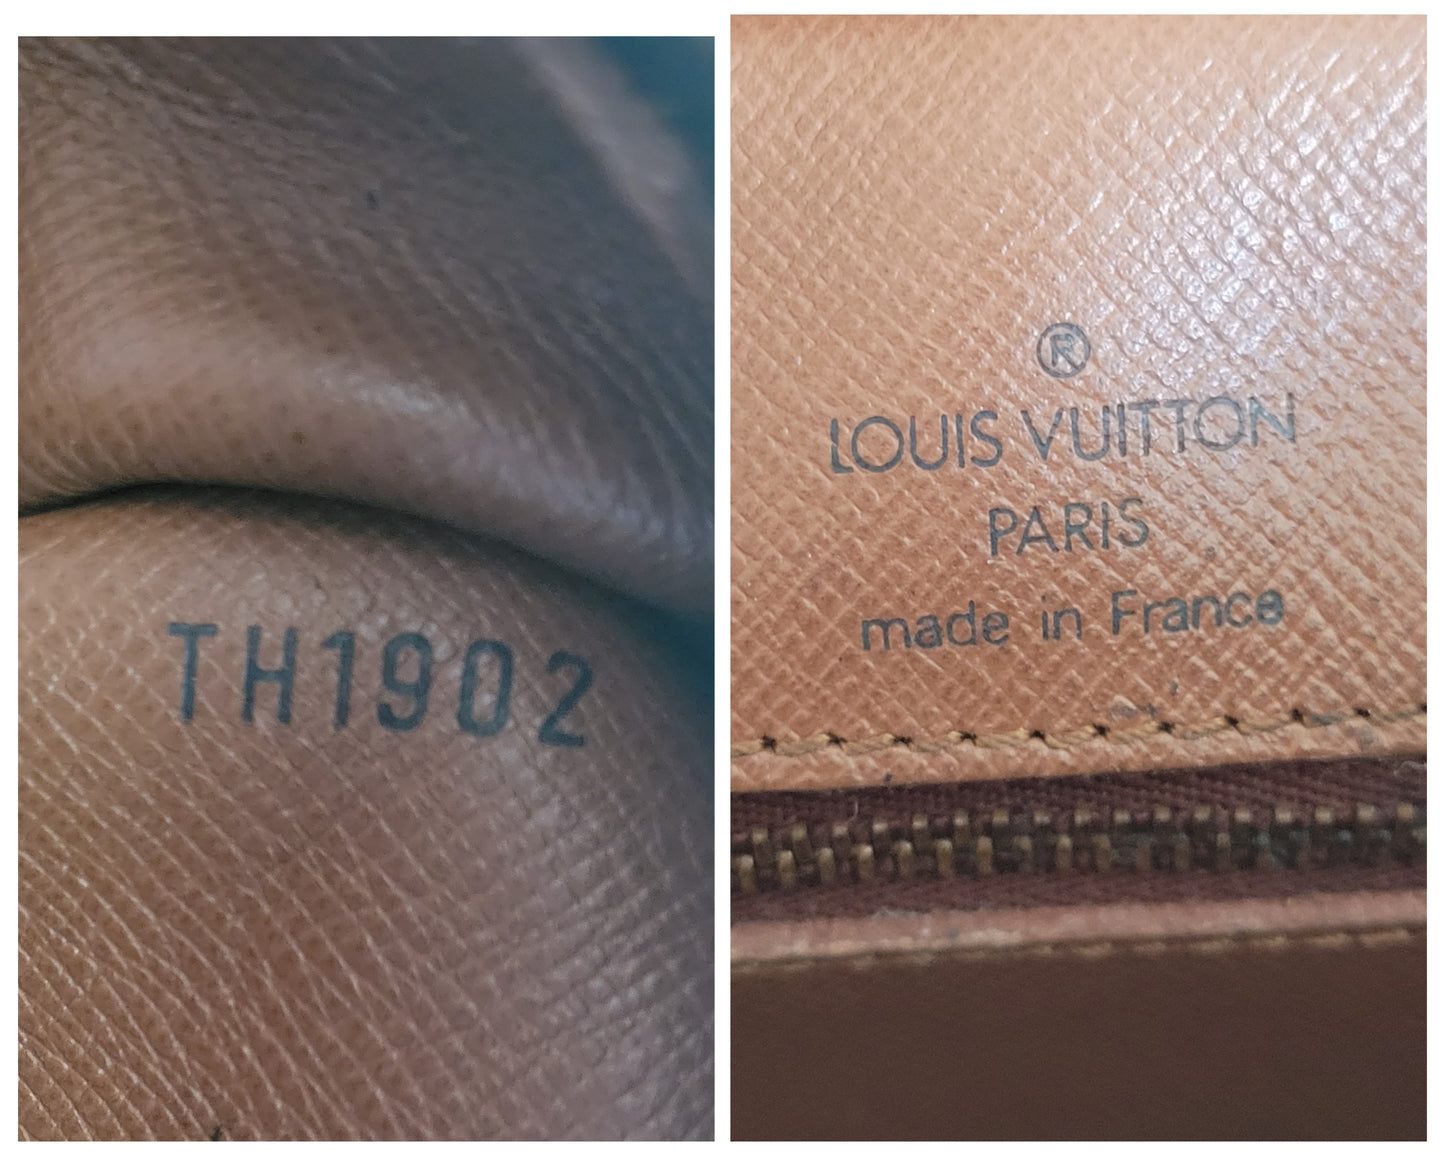 TH1902
®
LOUIS VUITTON
PARIS
made in France